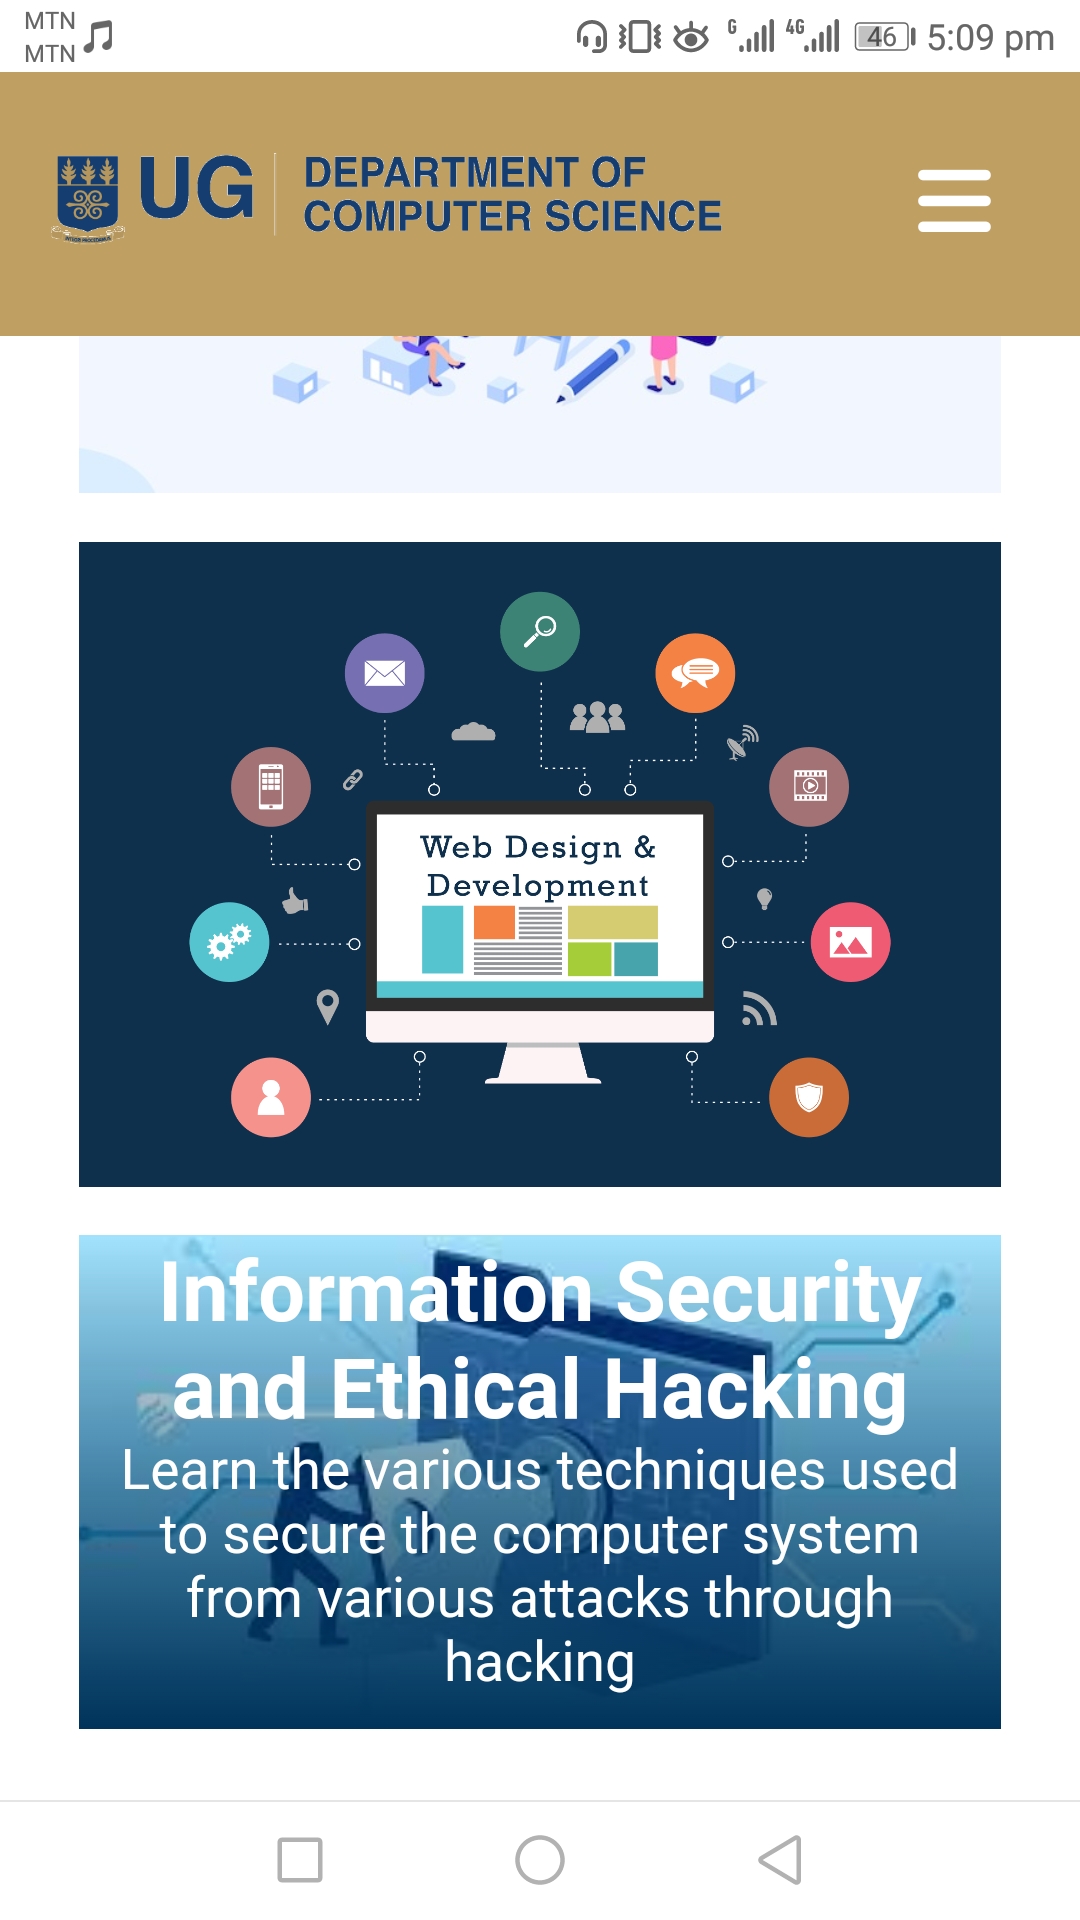 MTN
MTN
G
4G
46
5:09 pm
UG
DEPARTMENT OF
COMPUTER SCIENCE
Web Design &
Development
Information Security
and Ethical Hacking
Learn the various techniques used
to secure the computer system
from various attacks through
hacking